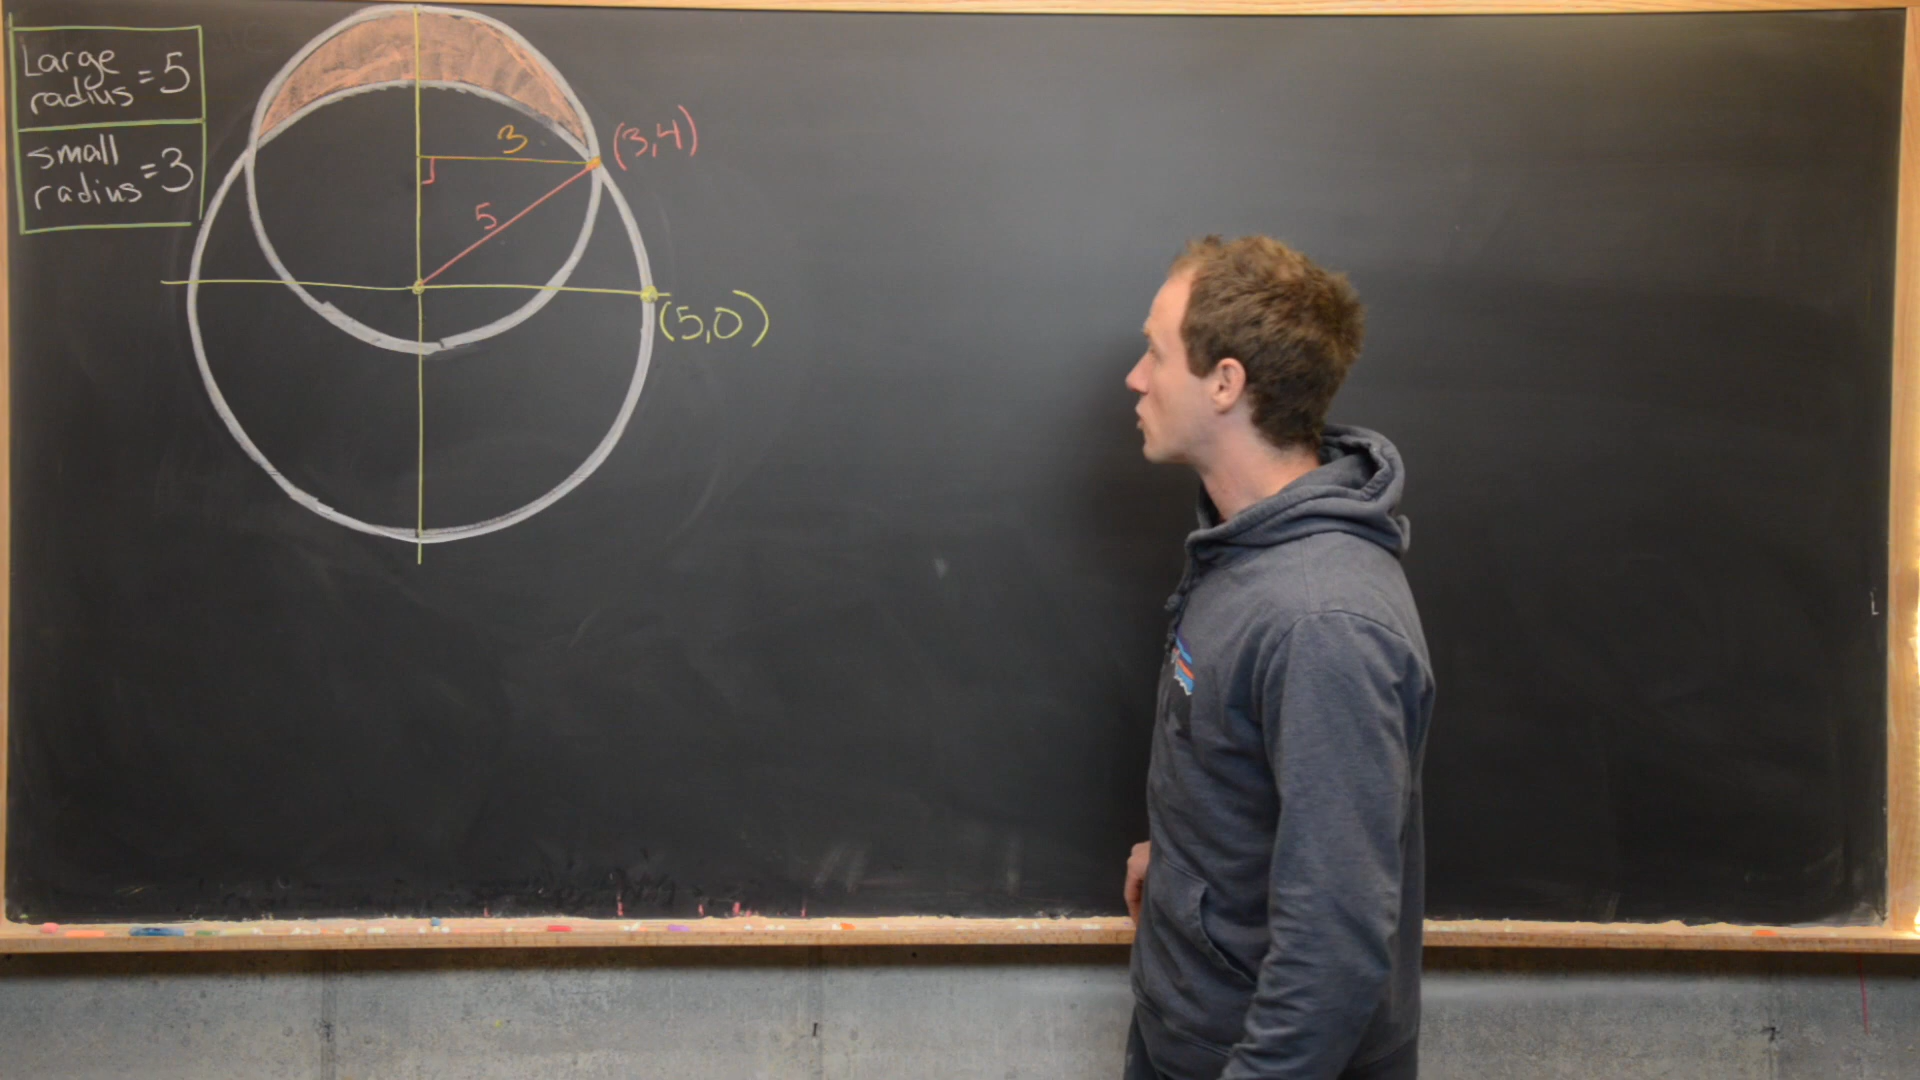 Large
radius = 5
small
radius = 3
3
(3,4)
5
(5,0)